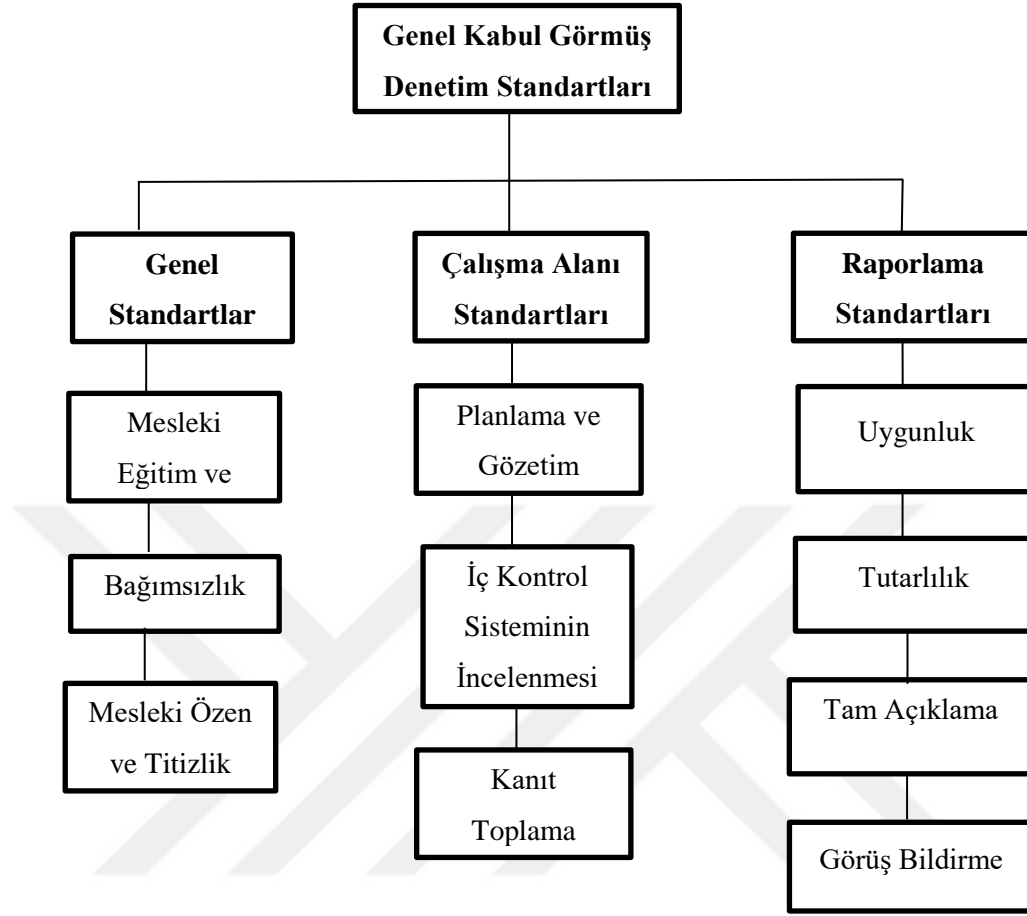 Genel Kabul Görmüş
Denetim Standartları
Genel
Standartlar
Çalışma Alanı
Standartları
Raporlama
Standartları
Mesleki
Eğitim ve
Bağımsızlık
Mesleki Özen
ve Titizlik
Planlama ve
Gözetim
İç Kontrol
Sisteminin
İncelenmesi
Kanıt
Toplama
Uygunluk
Tutarlılık
Tam Açıklama
Görüş Bildirme